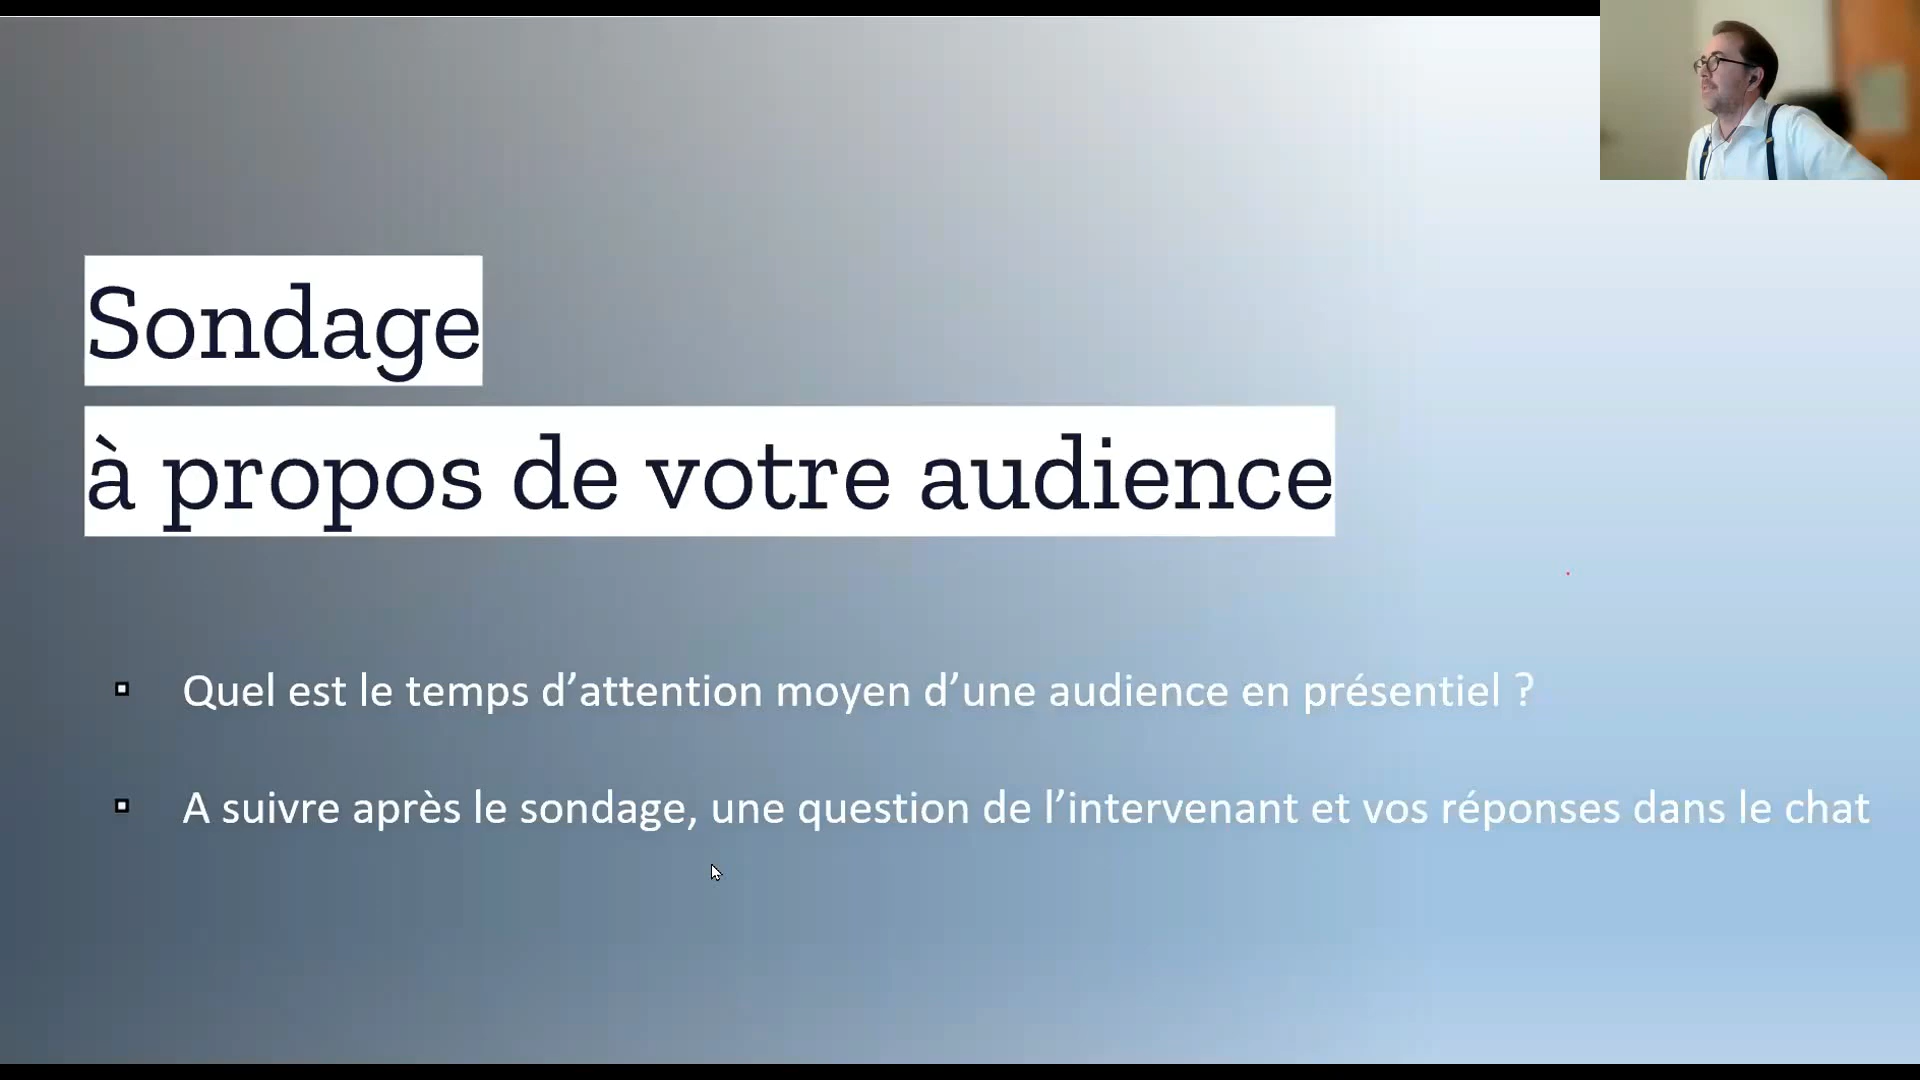 Sondage
à propos de votre audience
Quel est le temps d’attention moyen d’une audience en présentiel ?
A suivre après le sondage, une question de l’intervenant et vos réponses dans le chat